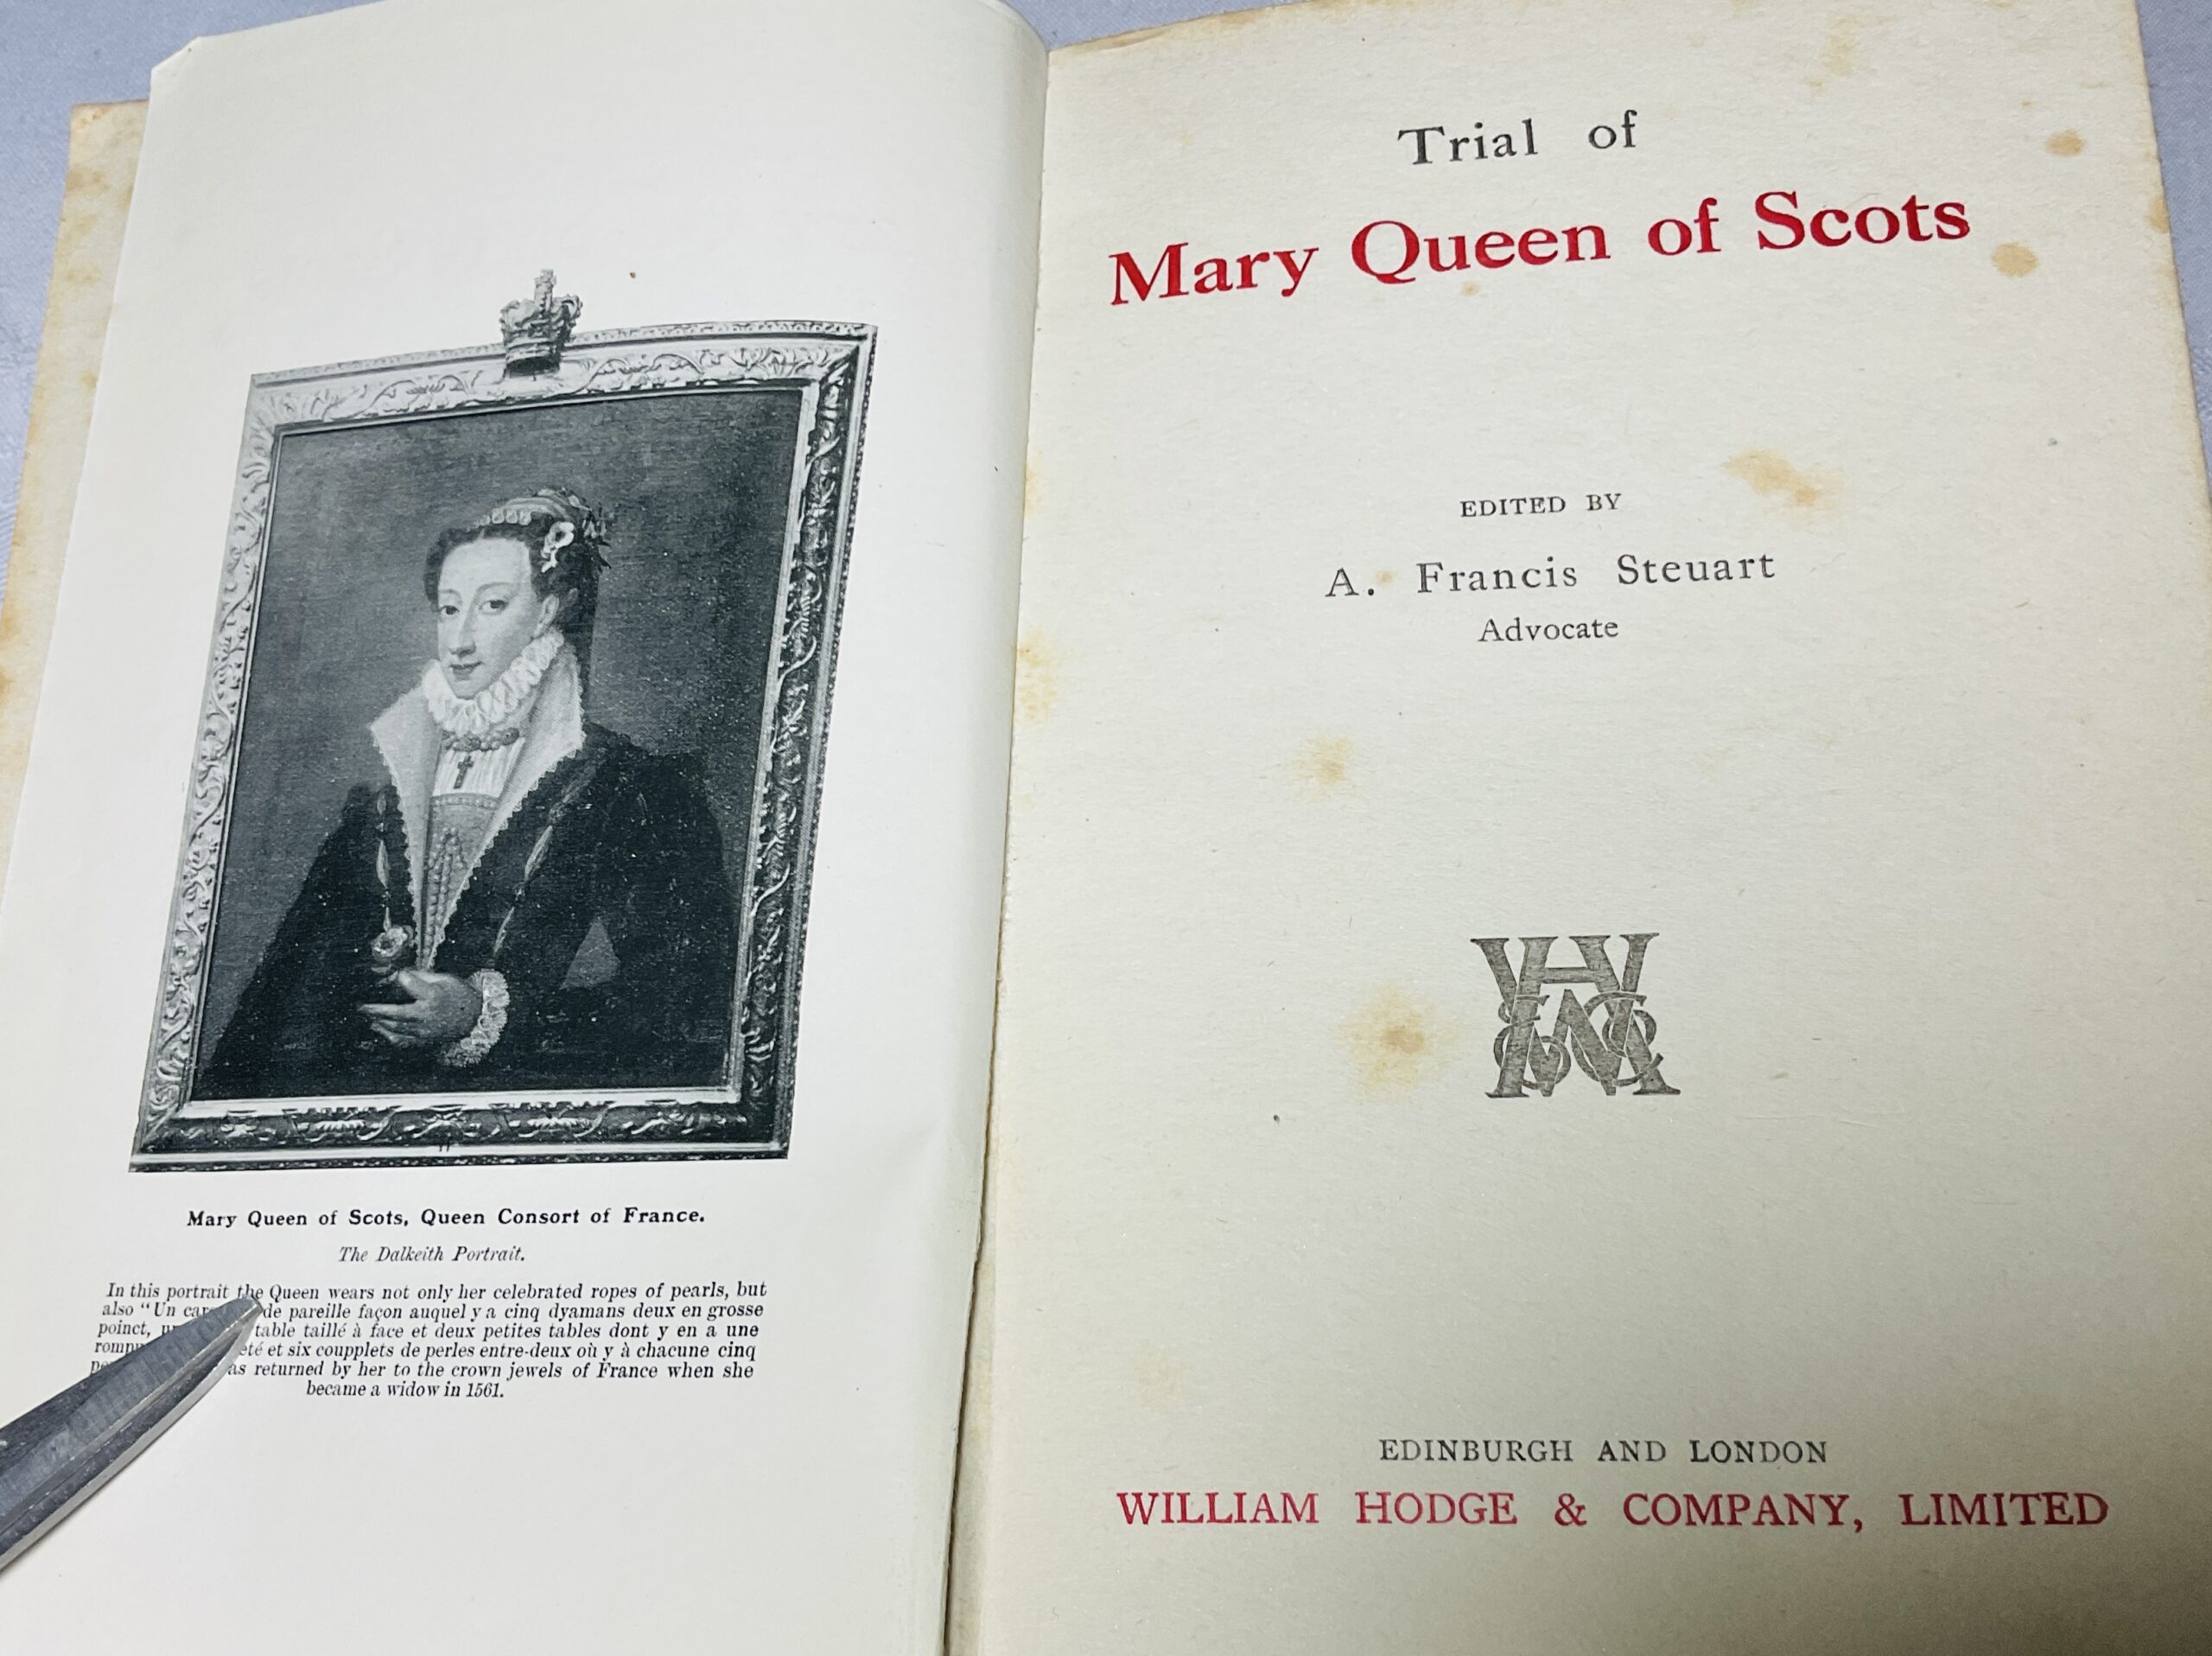 Mary Queen of Scots, Queen Consort of France.
The Dalkeith Portrait.
In this portrait the Queen wears not only her celebrated ropes of pearls, but
also "Un de pareille façon auquel y a cinq dyamans deux en grosse
poinct, table taillé à face et deux petites tables dont y en a une
et six coupplets de perles entre-deux où y à chacune cinq
returned by her to the crown jewels of France when she
became a widow in 1561.
Trial of
Mary Queen of Scots
EDITED BY
A. Francis Steuart
Advocate
EDINBURGH AND LONDON
WILLIAM HODGE & COMPANY, LIMITED